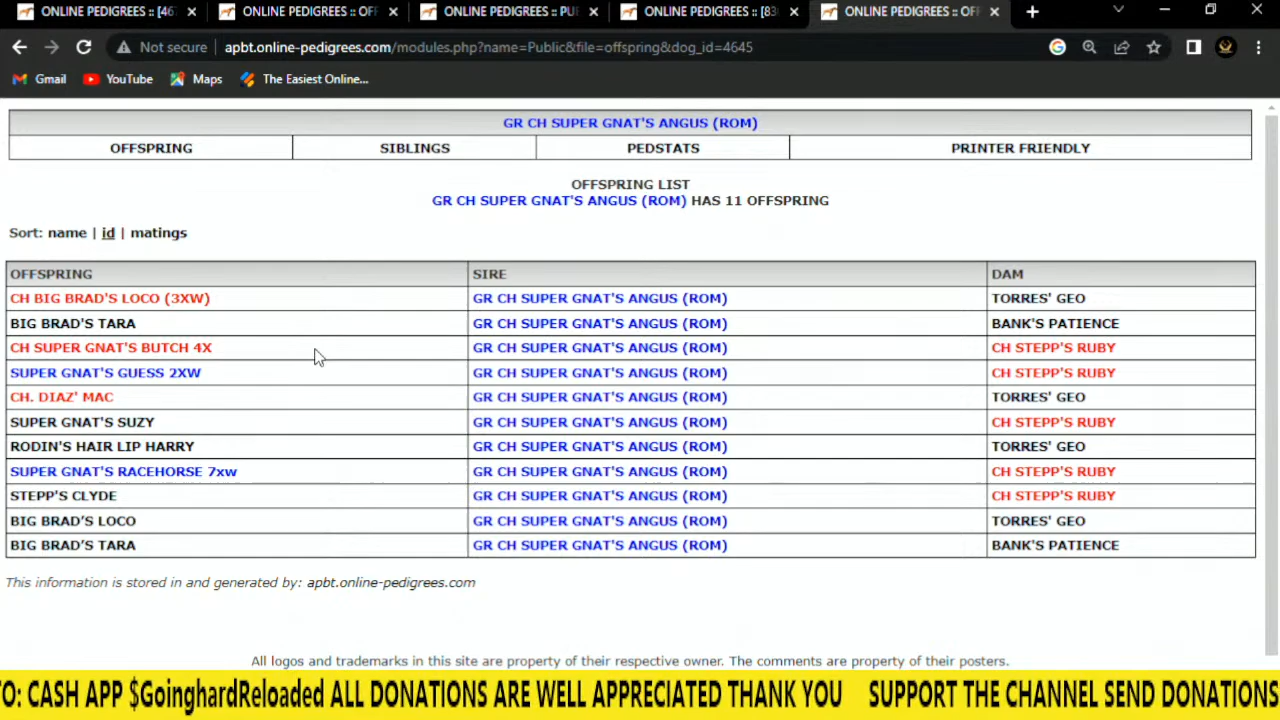 ONLINE PEDIGREES :: [46 ONLINE PEDIGREES :: OFF ONLINE PEDIGREES :: PUI ONLINE PEDIGREES :: [83 ONLINE PEDIGREES :: OFF
Not secure apbt.online-pedigrees.com/modules.php?name=Public&file=offspring&dog_id=4645
Gmail YouTube Maps The Easiest Online...
GR CH SUPER GNAT'S ANGUS (ROM)
OFFSPRING SIBLINGS PEDSTATS PRINTER FRIENDLY
OFFSPRING LIST
GR CH SUPER GNAT'S ANGUS (ROM) HAS 11 OFFSPRING
Sort: name | id | matings
OFFSPRING SIRE DAM
CH BIG BRAD'S LOCO (3XW) GR CH SUPER GNAT'S ANGUS (ROM) TORRES' GEO
BIG BRAD'S TARA GR CH SUPER GNAT'S ANGUS (ROM) BANK'S PATIENCE
CH SUPER GNAT'S BUTCH 4X GR CH SUPER GNAT'S ANGUS (ROM) CH STEPP'S RUBY
SUPER GNAT'S GUESS 2XW GR CH SUPER GNAT'S ANGUS (ROM) CH STEPP'S RUBY
CH. DIAZ' MAC GR CH SUPER GNAT'S ANGUS (ROM) TORRES' GEO
SUPER GNAT'S SUZY GR CH SUPER GNAT'S ANGUS (ROM) CH STEPP'S RUBY
RODIN'S HAIR LIP HARRY GR CH SUPER GNAT'S ANGUS (ROM) TORRES' GEO
SUPER GNAT'S RACEHORSE 7xw GR CH SUPER GNAT'S ANGUS (ROM) CH STEPP'S RUBY
STEPP'S CLYDE GR CH SUPER GNAT'S ANGUS (ROM) CH STEPP'S RUBY
BIG BRAD’S LOCO GR CH SUPER GNAT'S ANGUS (ROM) TORRES' GEO
BIG BRAD’S TARA GR CH SUPER GNAT'S ANGUS (ROM) BANK'S PATIENCE
This information is stored in and generated by: apbt.online-pedigrees.com
All logos and trademarks in this site are property of their respective owner. The comments are property of their posters.
TO: CASH APP $GoinghardReloaded ALL DONATIONS ARE WELL APPRECIATED THANK YOU SUPPORT THE CHANNEL SEND DONATIONS